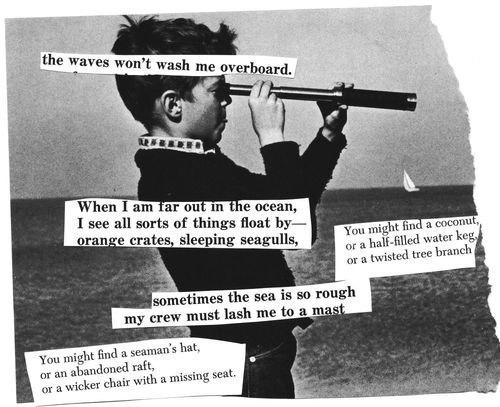 the waves won't wash me overboard.
When I am far out in the ocean,
I see all sorts of things float by—
orange crates, sleeping seagulls,
You might find a coconut,
or a half-filled water keg,
or a twisted tree branch
sometimes the sea is so rough
my crew must lash me to a mast
You might find a seaman's hat,
or an abandoned raft,
or a wicker chair with a missing seat.